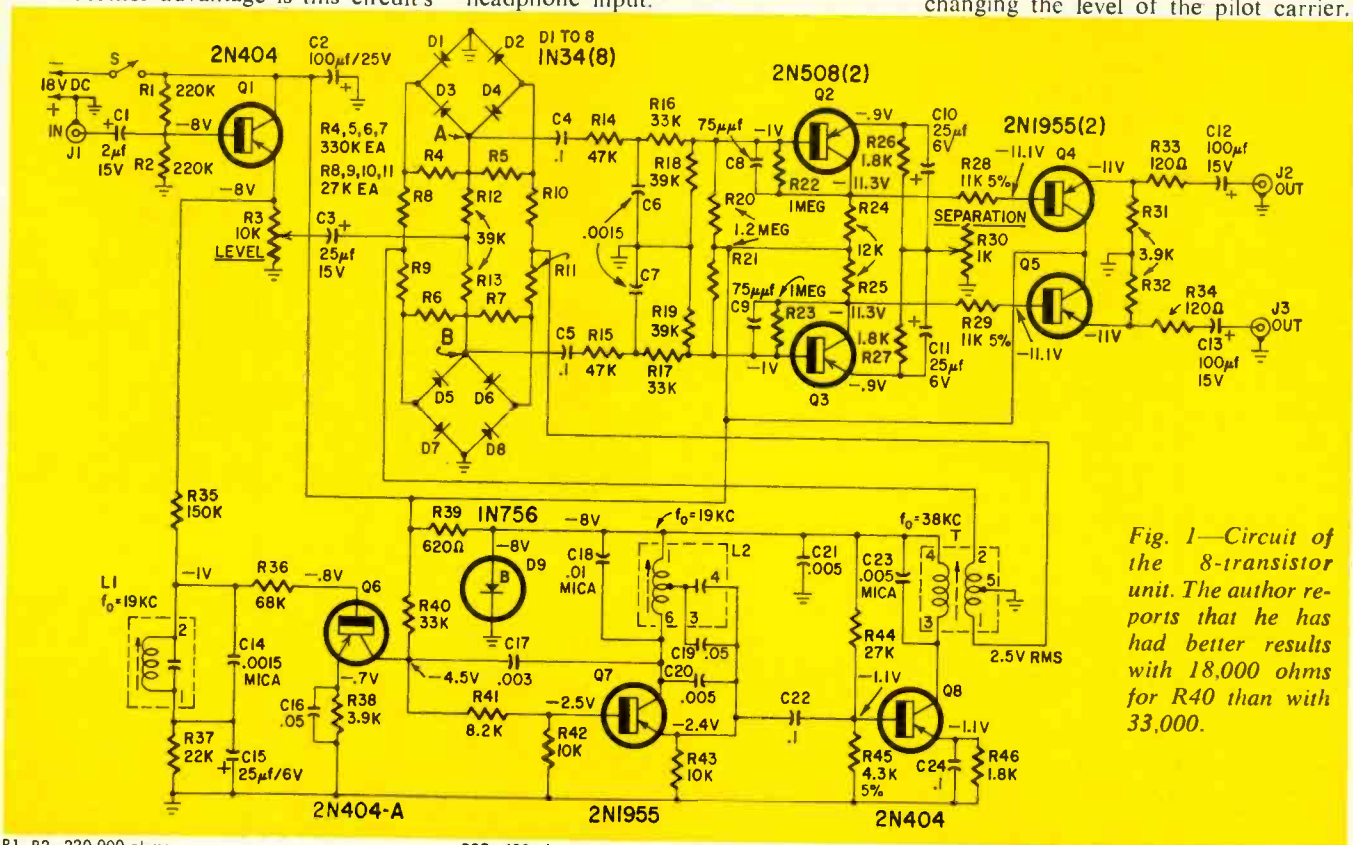 advantage is this circuit's
headphone input.
changing the level of the pilot carrier.
S
18V DC
+
IN
J1
C1
2µf
15V
R1
220K
R2
220K
-8V
2N404
Q1
-8V
R3
10K
LEVEL
C2
100µf/25V
R4,5,6,7
330K EA
R8,9,10,11
27K EA
C3
25µf
15V
D1 TO 8
1N34(8)
D1
D2
D3
D4
A
R4
R5
R8
R12
R10
39K
R9
R13
R11
R6
R7
B
D5
D6
D7
D8
C4
.1
R14
47K
R16
33K
R18
39K
C6
.0015
C7
R19
39K
C5
.1
R15
47K
R17
33K
R20
1.2 MEG
R21
75µµf
C8
-1V
R22
1MEG
2N508(2)
Q2
-.9V
R26
1.8K
-11.3V
R24
12K
R25
-11.3V
75µµf
C9
1MEG
R23
-1V
Q3
1.8K
R27
-.9V
C10
25µf
6V
SEPARATION
R30
1K
C11
25µf
6V
R28
11K 5%
-11.1V
R29
11K 5%
-11.1V
2N1955(2)
Q4
-11V
Q5
-11V
R31
3.9K
R32
R33
120Ω
C12
100µf
15V
J2
OUT
R34
120Ω
C13
100µf
15V
J3
OUT
R35
150K
L1
f₀=19KC
2
1
-1V
R36
68K
-.8V
C14
.0015
MICA
R37
22K
C15
25µf/6V
Q6
-.7V
C16
.05
R38
3.9K
2N404-A
R39
620Ω
R40
33K
-4.5V
1N756
-8V
D9
B
-8V
C17
.003
R41
8.2K
-2.5V
R42
10K
C18
.01
MICA
f₀=19KC
L2
4
6
3
C19
.05
C20
.005
Q7
-2.4V
R43
10K
2N1955
C21
.005
C22
.1
C23
.005
MICA
R44
27K
-1.1V
R45
4.3K
5%
f₀=38KC
T
4
3
2
5
1
2.5V RMS
Q8
-1.1V
C24
.1
R46
1.8K
2N404
Fig. 1—Circuit of
the 8-transistor
unit. The author re-
ports that he has
had better results
with 18,000 ohms
for R40 than with
33,000.